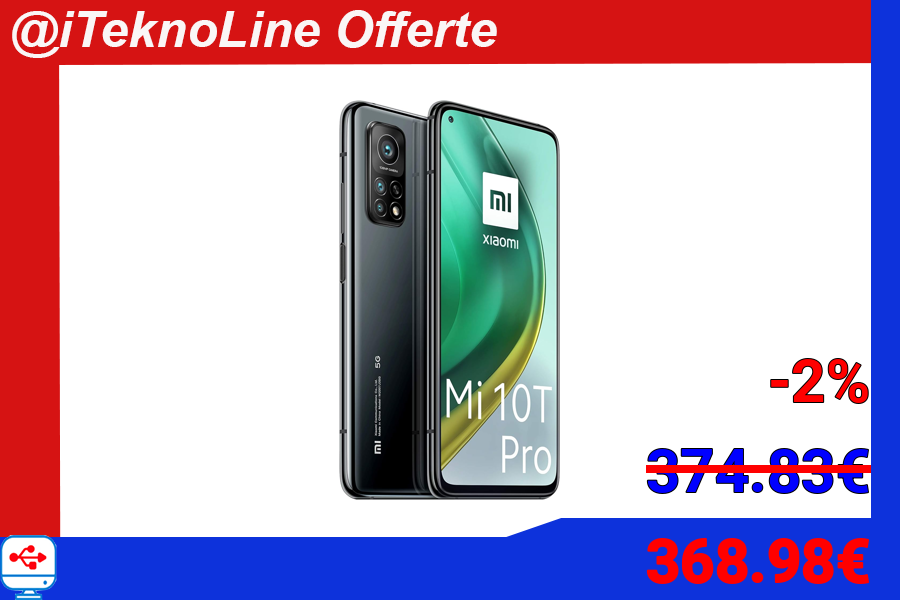 @iTeknoLine Offerte
mi
XIAOMI
5G
Mi 10T
Pro
mi
-2%
374.83€
368.98€